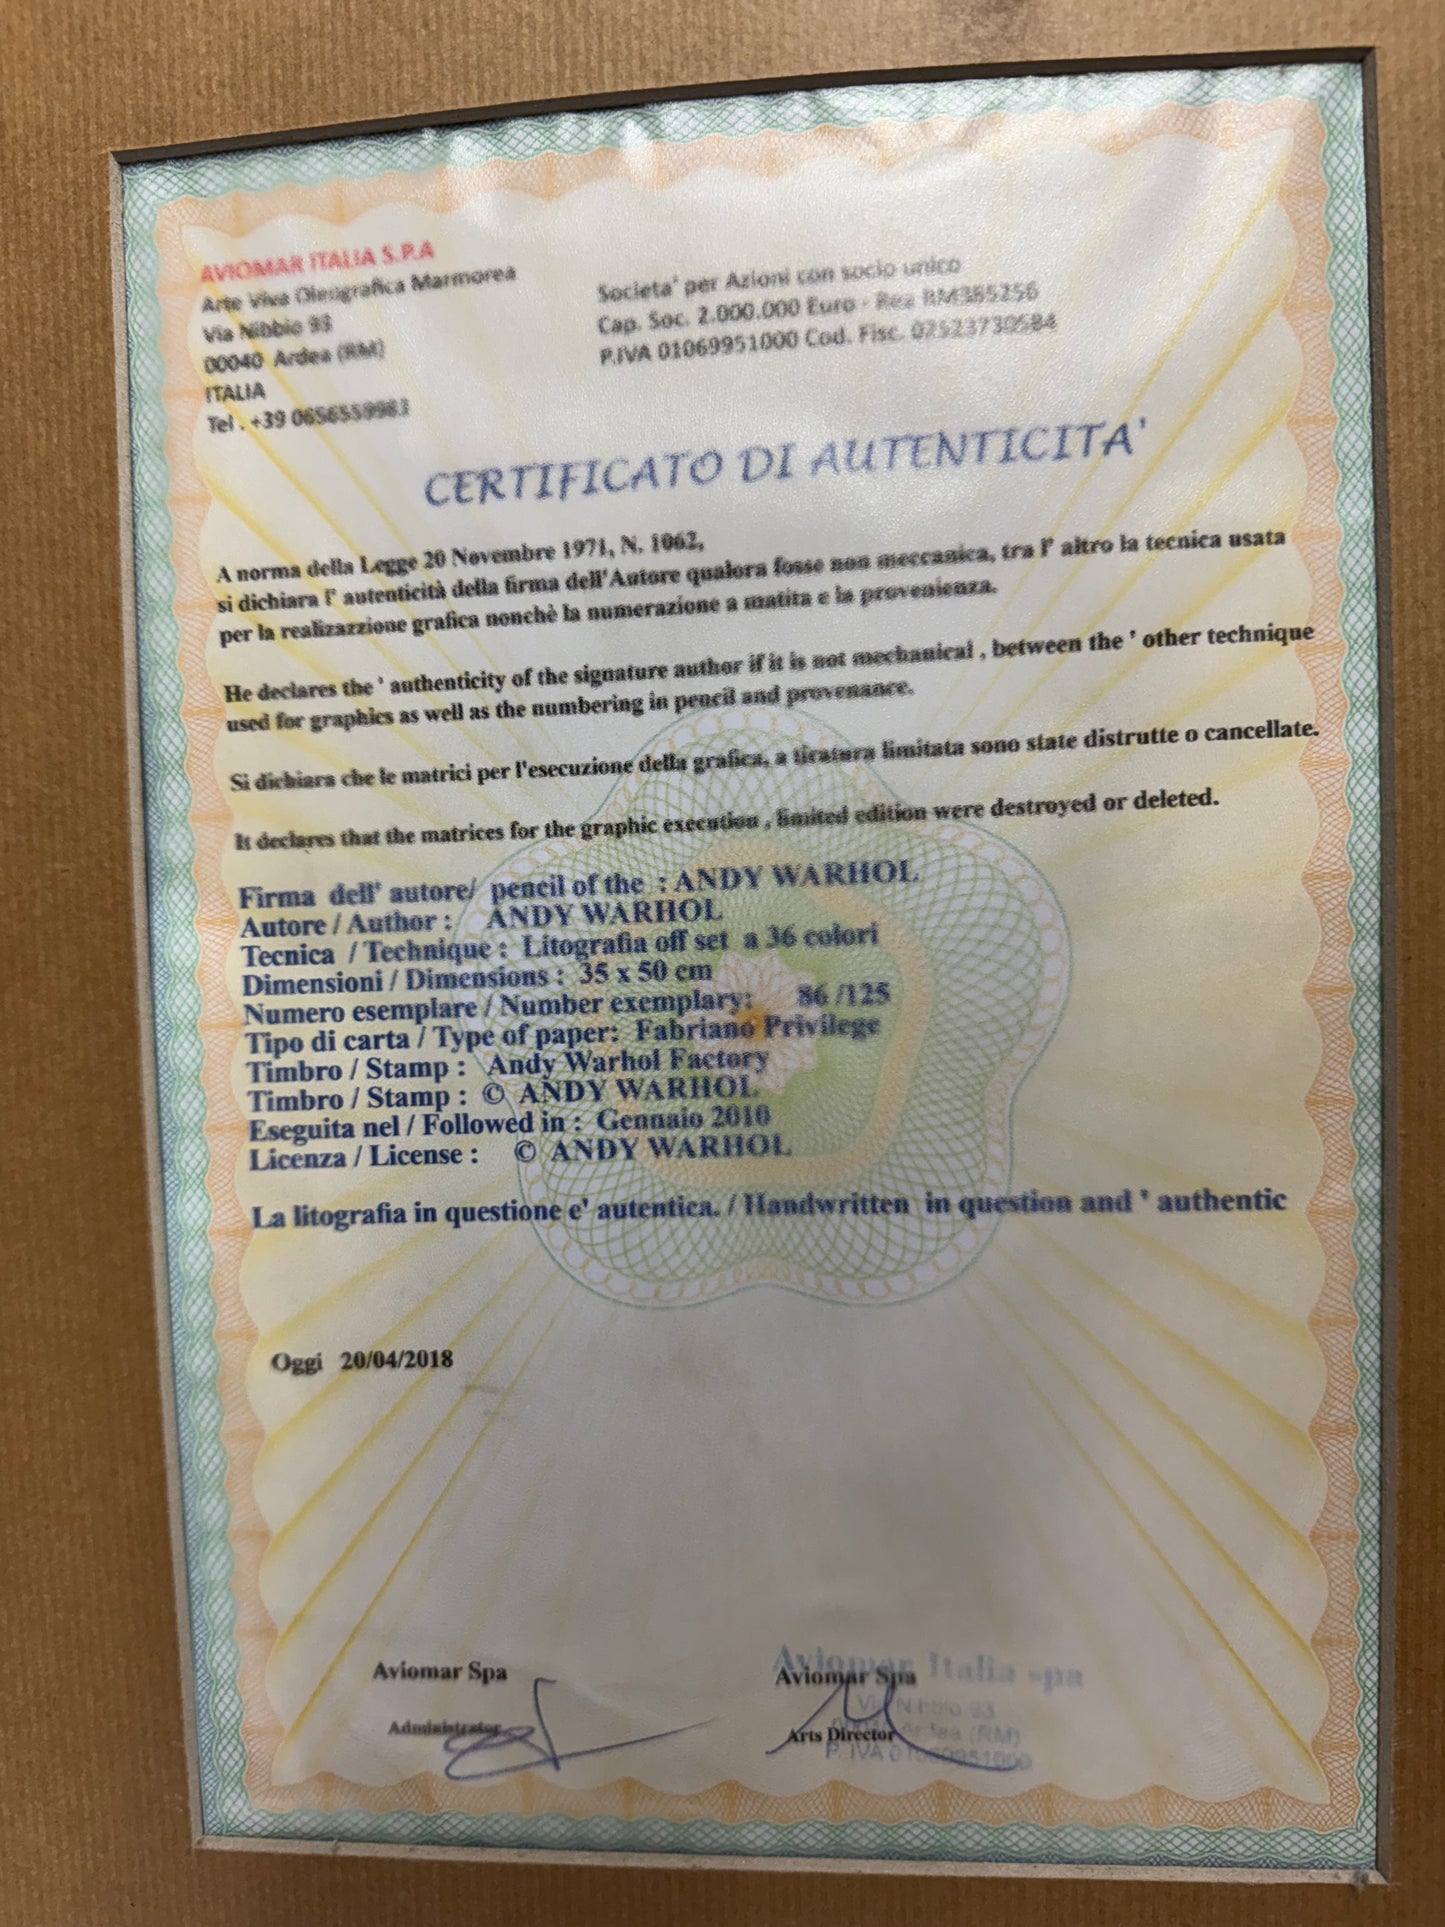 AVIOMAR ITALIA S.P.A
Arte Viva Oleografica Marmorea
Via Nibbio 93
00040 Ardea (RM)
ITALIA
Tel . +39 0656559983
Societa' per Azioni con socio unico
Cap. Soc. 2.000.000 Euro - Rea RM385256
P.IVA 01069951000 Cod. Fisc. 02523730584
CERTIFICATO DI AUTENTICITA'
A norma della Legge 20 Novembre 1971, N. 1062,
si dichiara l' autenticità della firma dell'Autore qualora fosse non meccanica, tra l' altro la tecnica usata
per la realizazzione grafica nonchè la numerazione a matita e la provenienza.
He declares the ' authenticity of the signature author if it is not mechanical , between the ' other technique
used for graphics as well as the numbering in pencil and provenance.
Si dichiara che le matrici per l'esecuzione della grafica, a tiratura limitata sono state distrutte o cancellate.
It declares that the matrices for the graphic execution , limited edition were destroyed or deleted.
Firma dell' autore/ pencil of the : ANDY WARHOL
Autore / Author : ANDY WARHOL
Tecnica / Technique : Litografia off set a 36 colori
Dimensioni / Dimensions : 35 x 50 cm
Numero esemplare / Number exemplary: 86 /125
Tipo di carta / Type of paper: Fabriano Privilege
Timbro / Stamp : Andy Warhol Factory
Timbro / Stamp : © ANDY WARHOL
Eseguita nel / Followed in : Gennaio 2010
Licenza / License : © ANDY WARHOL
La litografia in questione e' autentica. / Handwritten in question and ' authentic
Oggi 20/04/2018
Aviomar Spa
Administrator
Aviomar Italia spa
Aviomar Spa
Via Nibbio 93
Arts Director
Ardea (RM)
P. IVA 01069951000